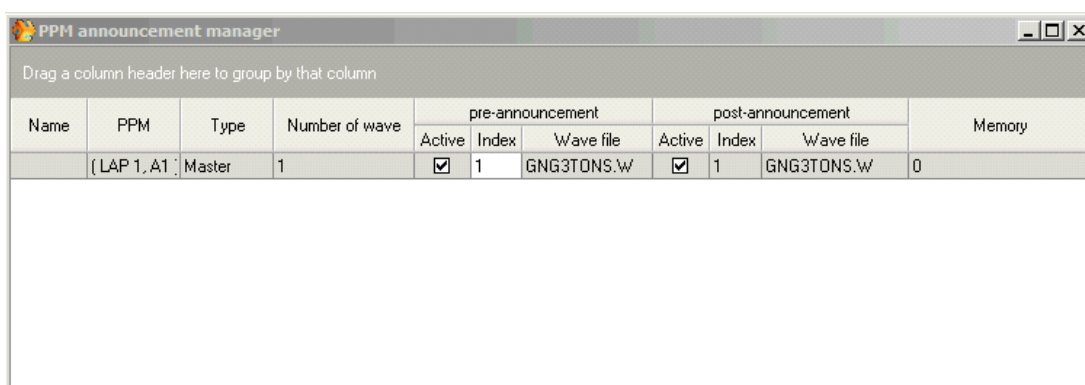 PPM announcement manager
Drag a column header here to group by that column
Name PPM Type Number of wave pre-announcement post-announcement Memory
Active Index Wave file Active Index Wave file
( LAP 1, A1 ) Master 1 1 GNG3TONS.W 1 GNG3TONS.W 0